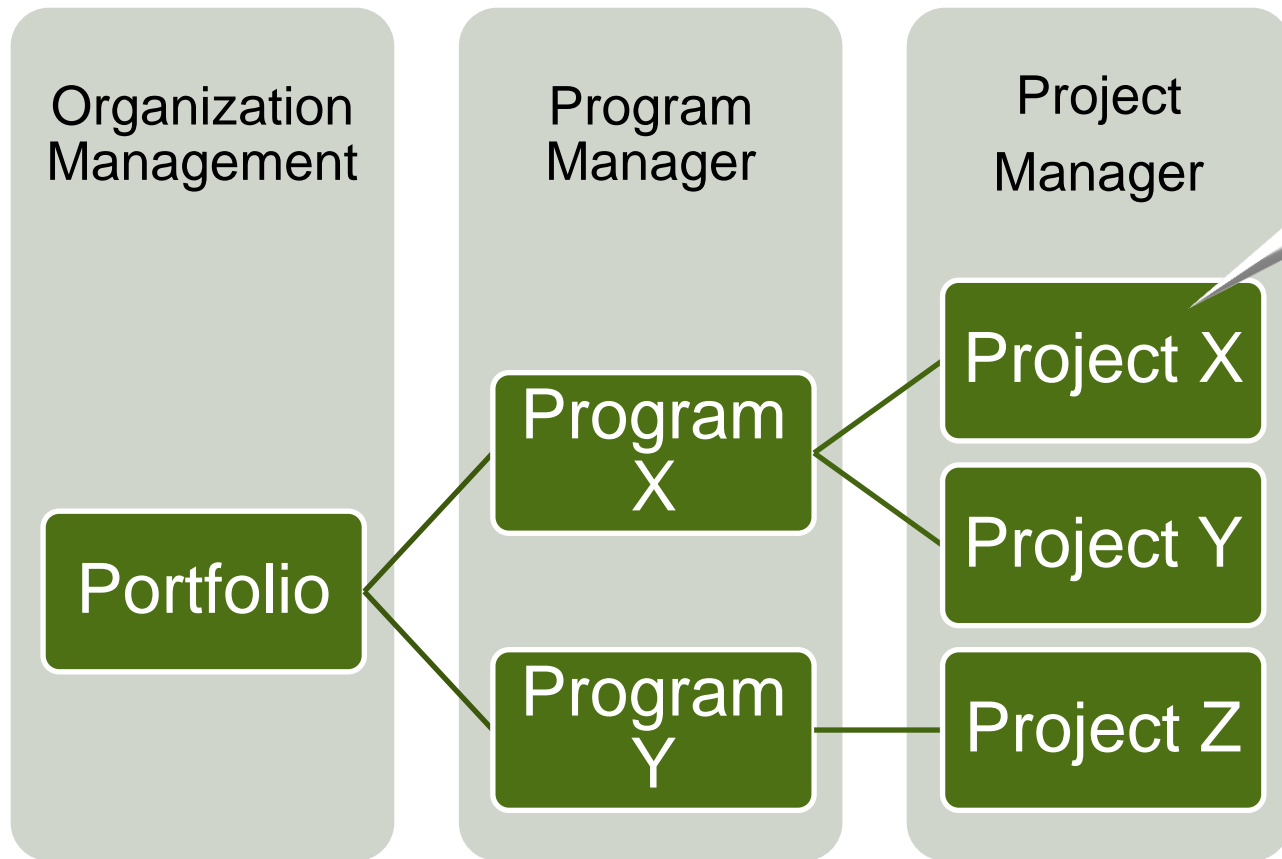 Organization
Management
Program
Manager
Project
Manager
Portfolio
Program
X
Program
Y
Project X
Project Y
Project Z